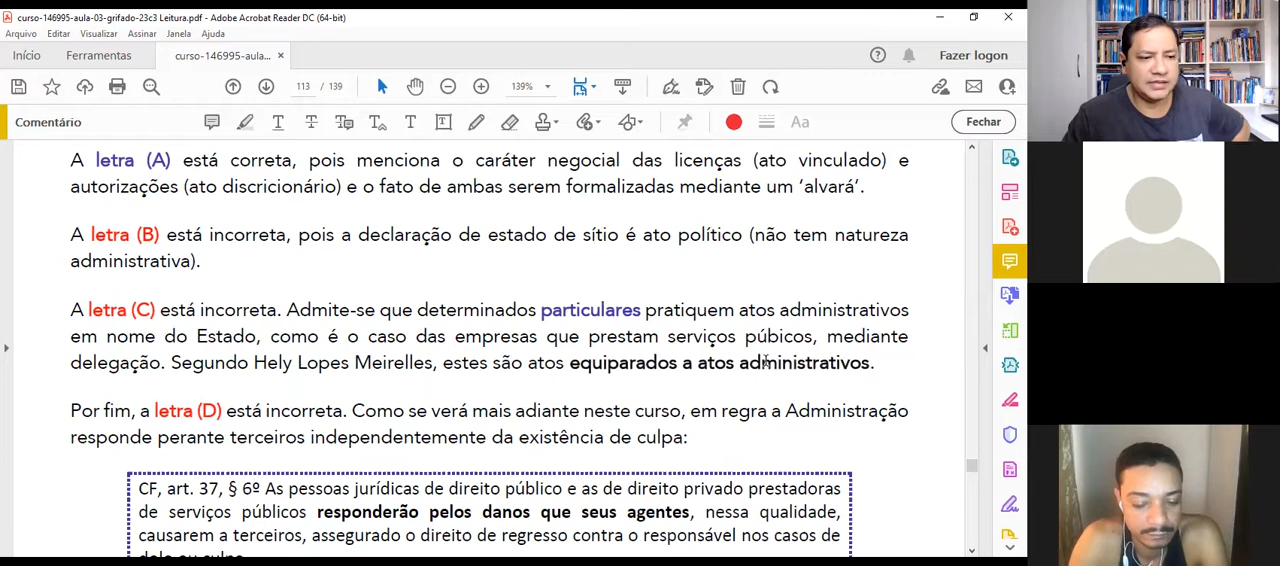 curso-146995-aula-03-grifado-23c3 Leitura.pdf - Adobe Acrobat Reader DC (64-bit)
Arquivo Editar Visualizar Assinar Janela Ajuda
Início Ferramentas curso-146995-aula... × Fazer logon
113 / 139 139%
Comentário Fechar
A letra (A) está correta, pois menciona o caráter negocial das licenças (ato vinculado) e
autorizações (ato discricionário) e o fato de ambas serem formalizadas mediante um ‘alvará’.
A letra (B) está incorreta, pois a declaração de estado de sítio é ato político (não tem natureza
administrativa).
A letra (C) está incorreta. Admite-se que determinados particulares pratiquem atos administrativos
em nome do Estado, como é o caso das empresas que prestam serviços púbicos, mediante
delegação. Segundo Hely Lopes Meirelles, estes são atos equiparados a atos administrativos.
Por fim, a letra (D) está incorreta. Como se verá mais adiante neste curso, em regra a Administração
responde perante terceiros independentemente da existência de culpa:
CF, art. 37, § 6º As pessoas jurídicas de direito público e as de direito privado prestadoras
de serviços públicos responderão pelos danos que seus agentes, nessa qualidade,
causarem a terceiros, assegurado o direito de regresso contra o responsável nos casos de
dolo ou culpa